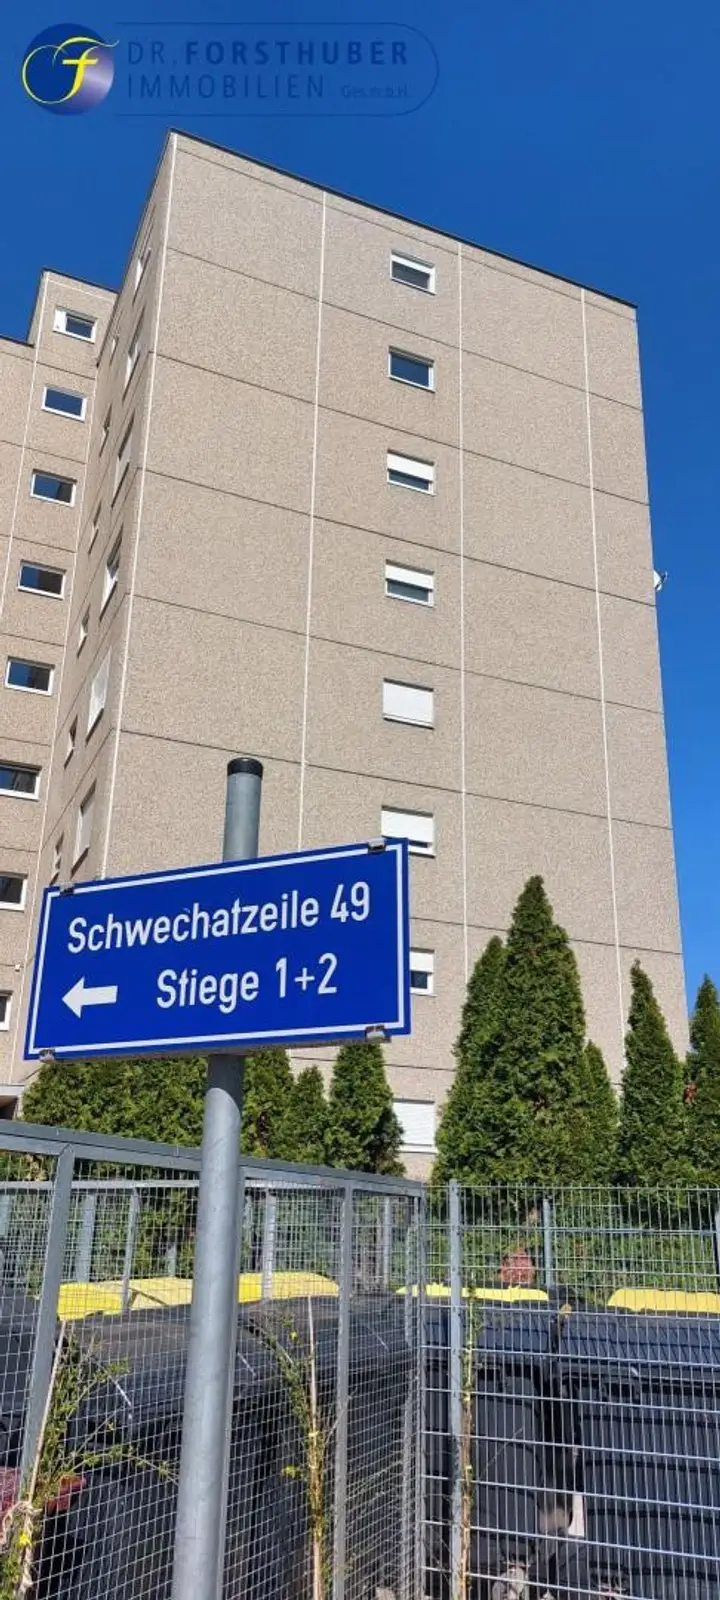 DR. FORSTHUBER
IMMOBILIEN Ges.m.b.H.
Schwechatzeile 49
Stiege 1+2